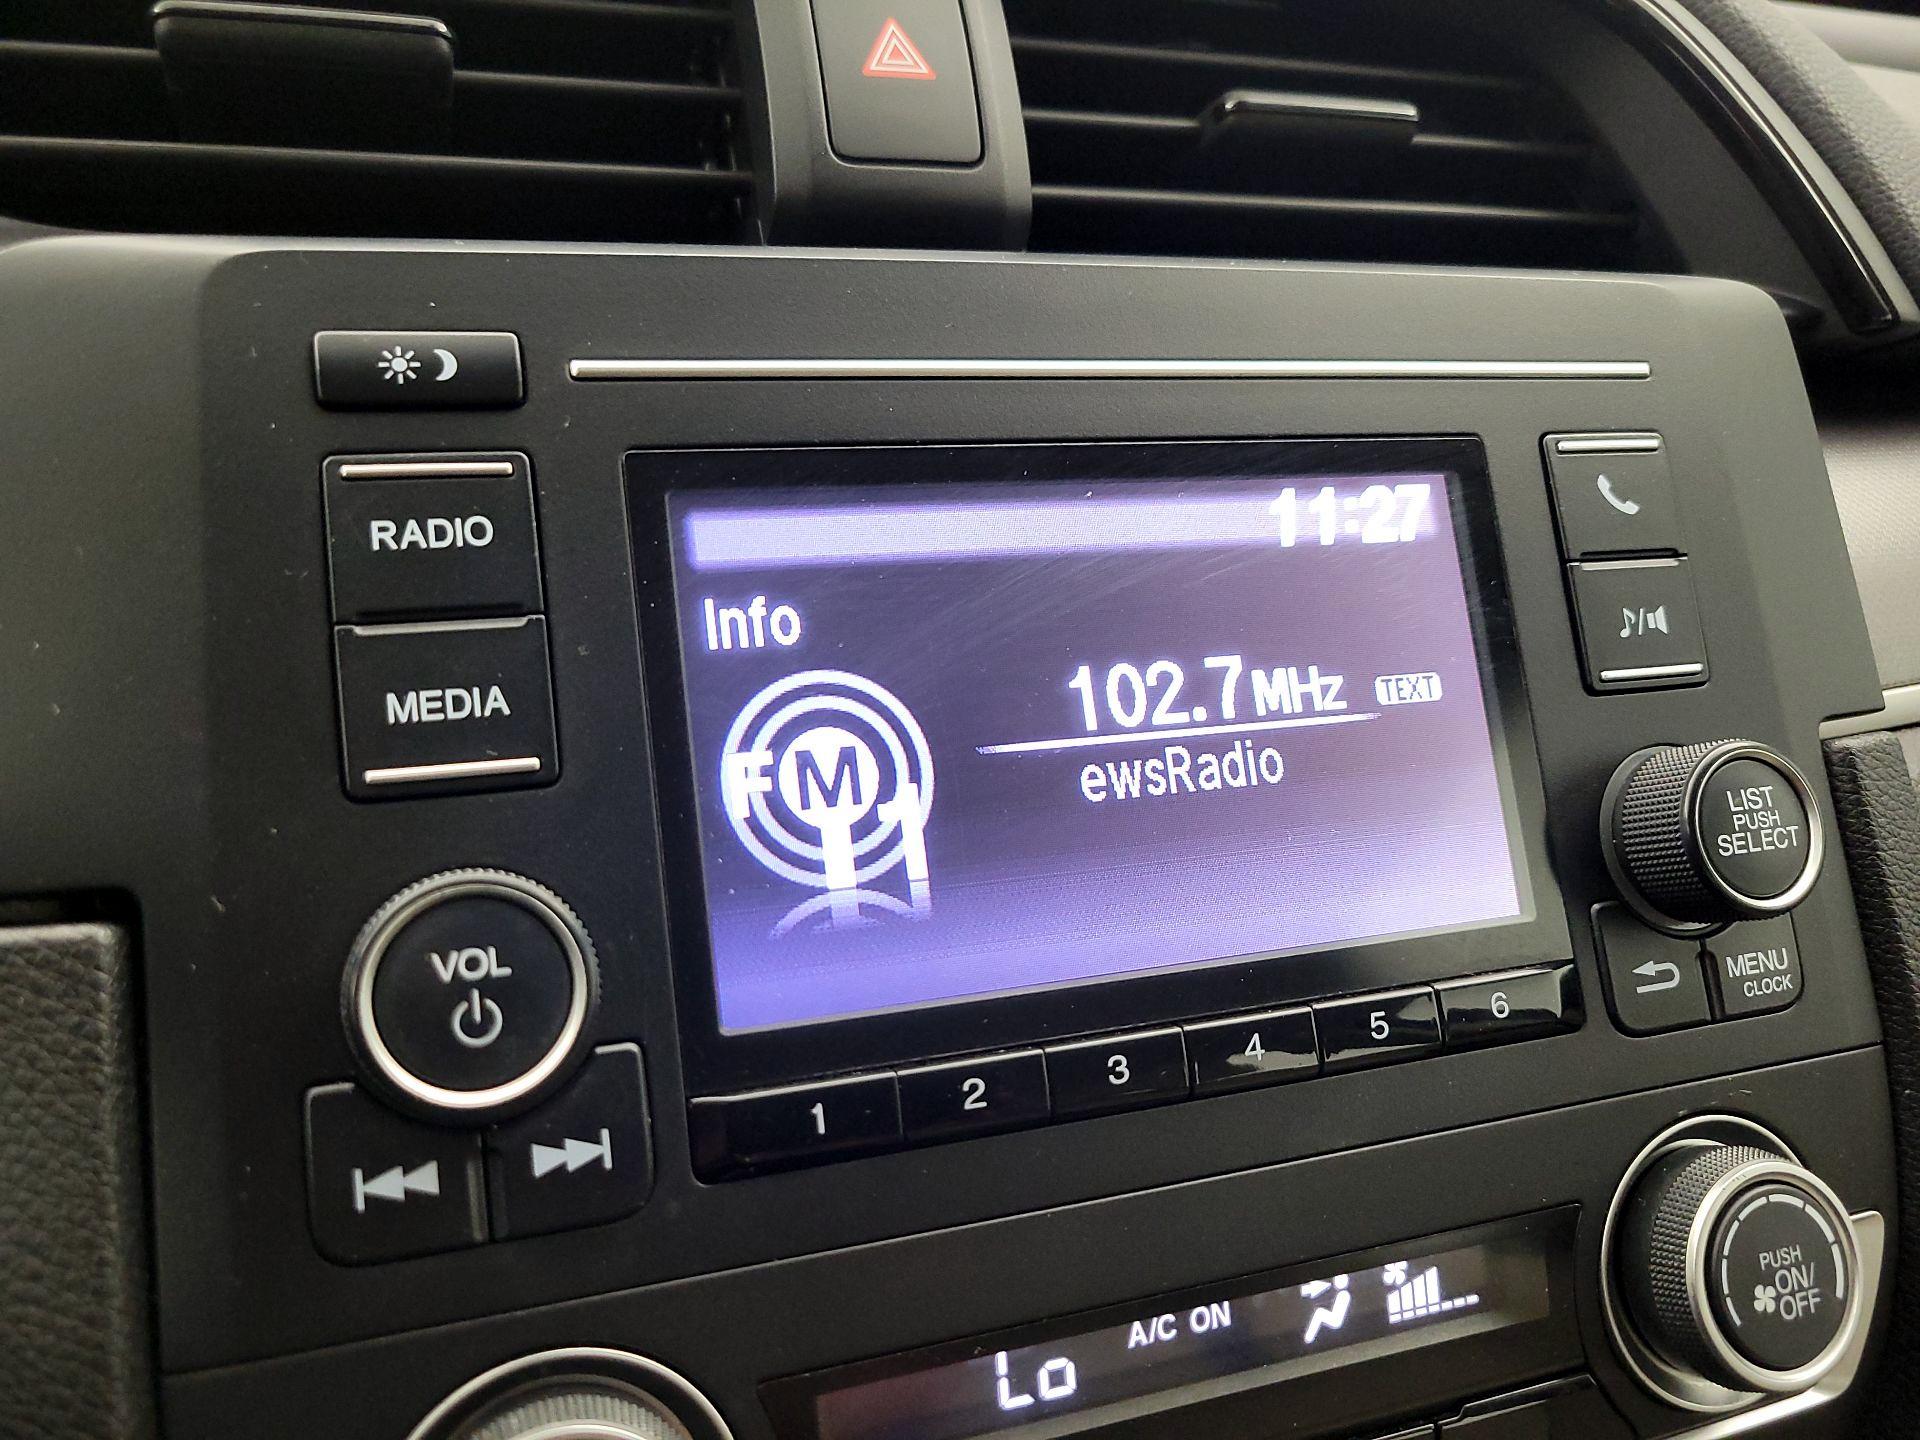 RADIO
MEDIA
VOL
11:27
Info
FM
1
102.7MHz TEXT
ewsRadio
1 2 3 4 5 6
LIST
PUSH
SELECT
MENU
CLOCK
A/C ON
Lo
PUSH
ON/
OFF